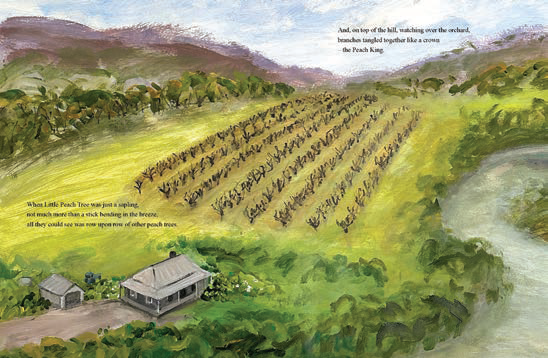 When Little Peach Tree was just a sapling,
not much more than a stick bending in the breeze,
all they could see was row upon row of other peach trees.
And, on top of the hill, watching over the orchard,
branches tangled together like a crown
– the Peach King.